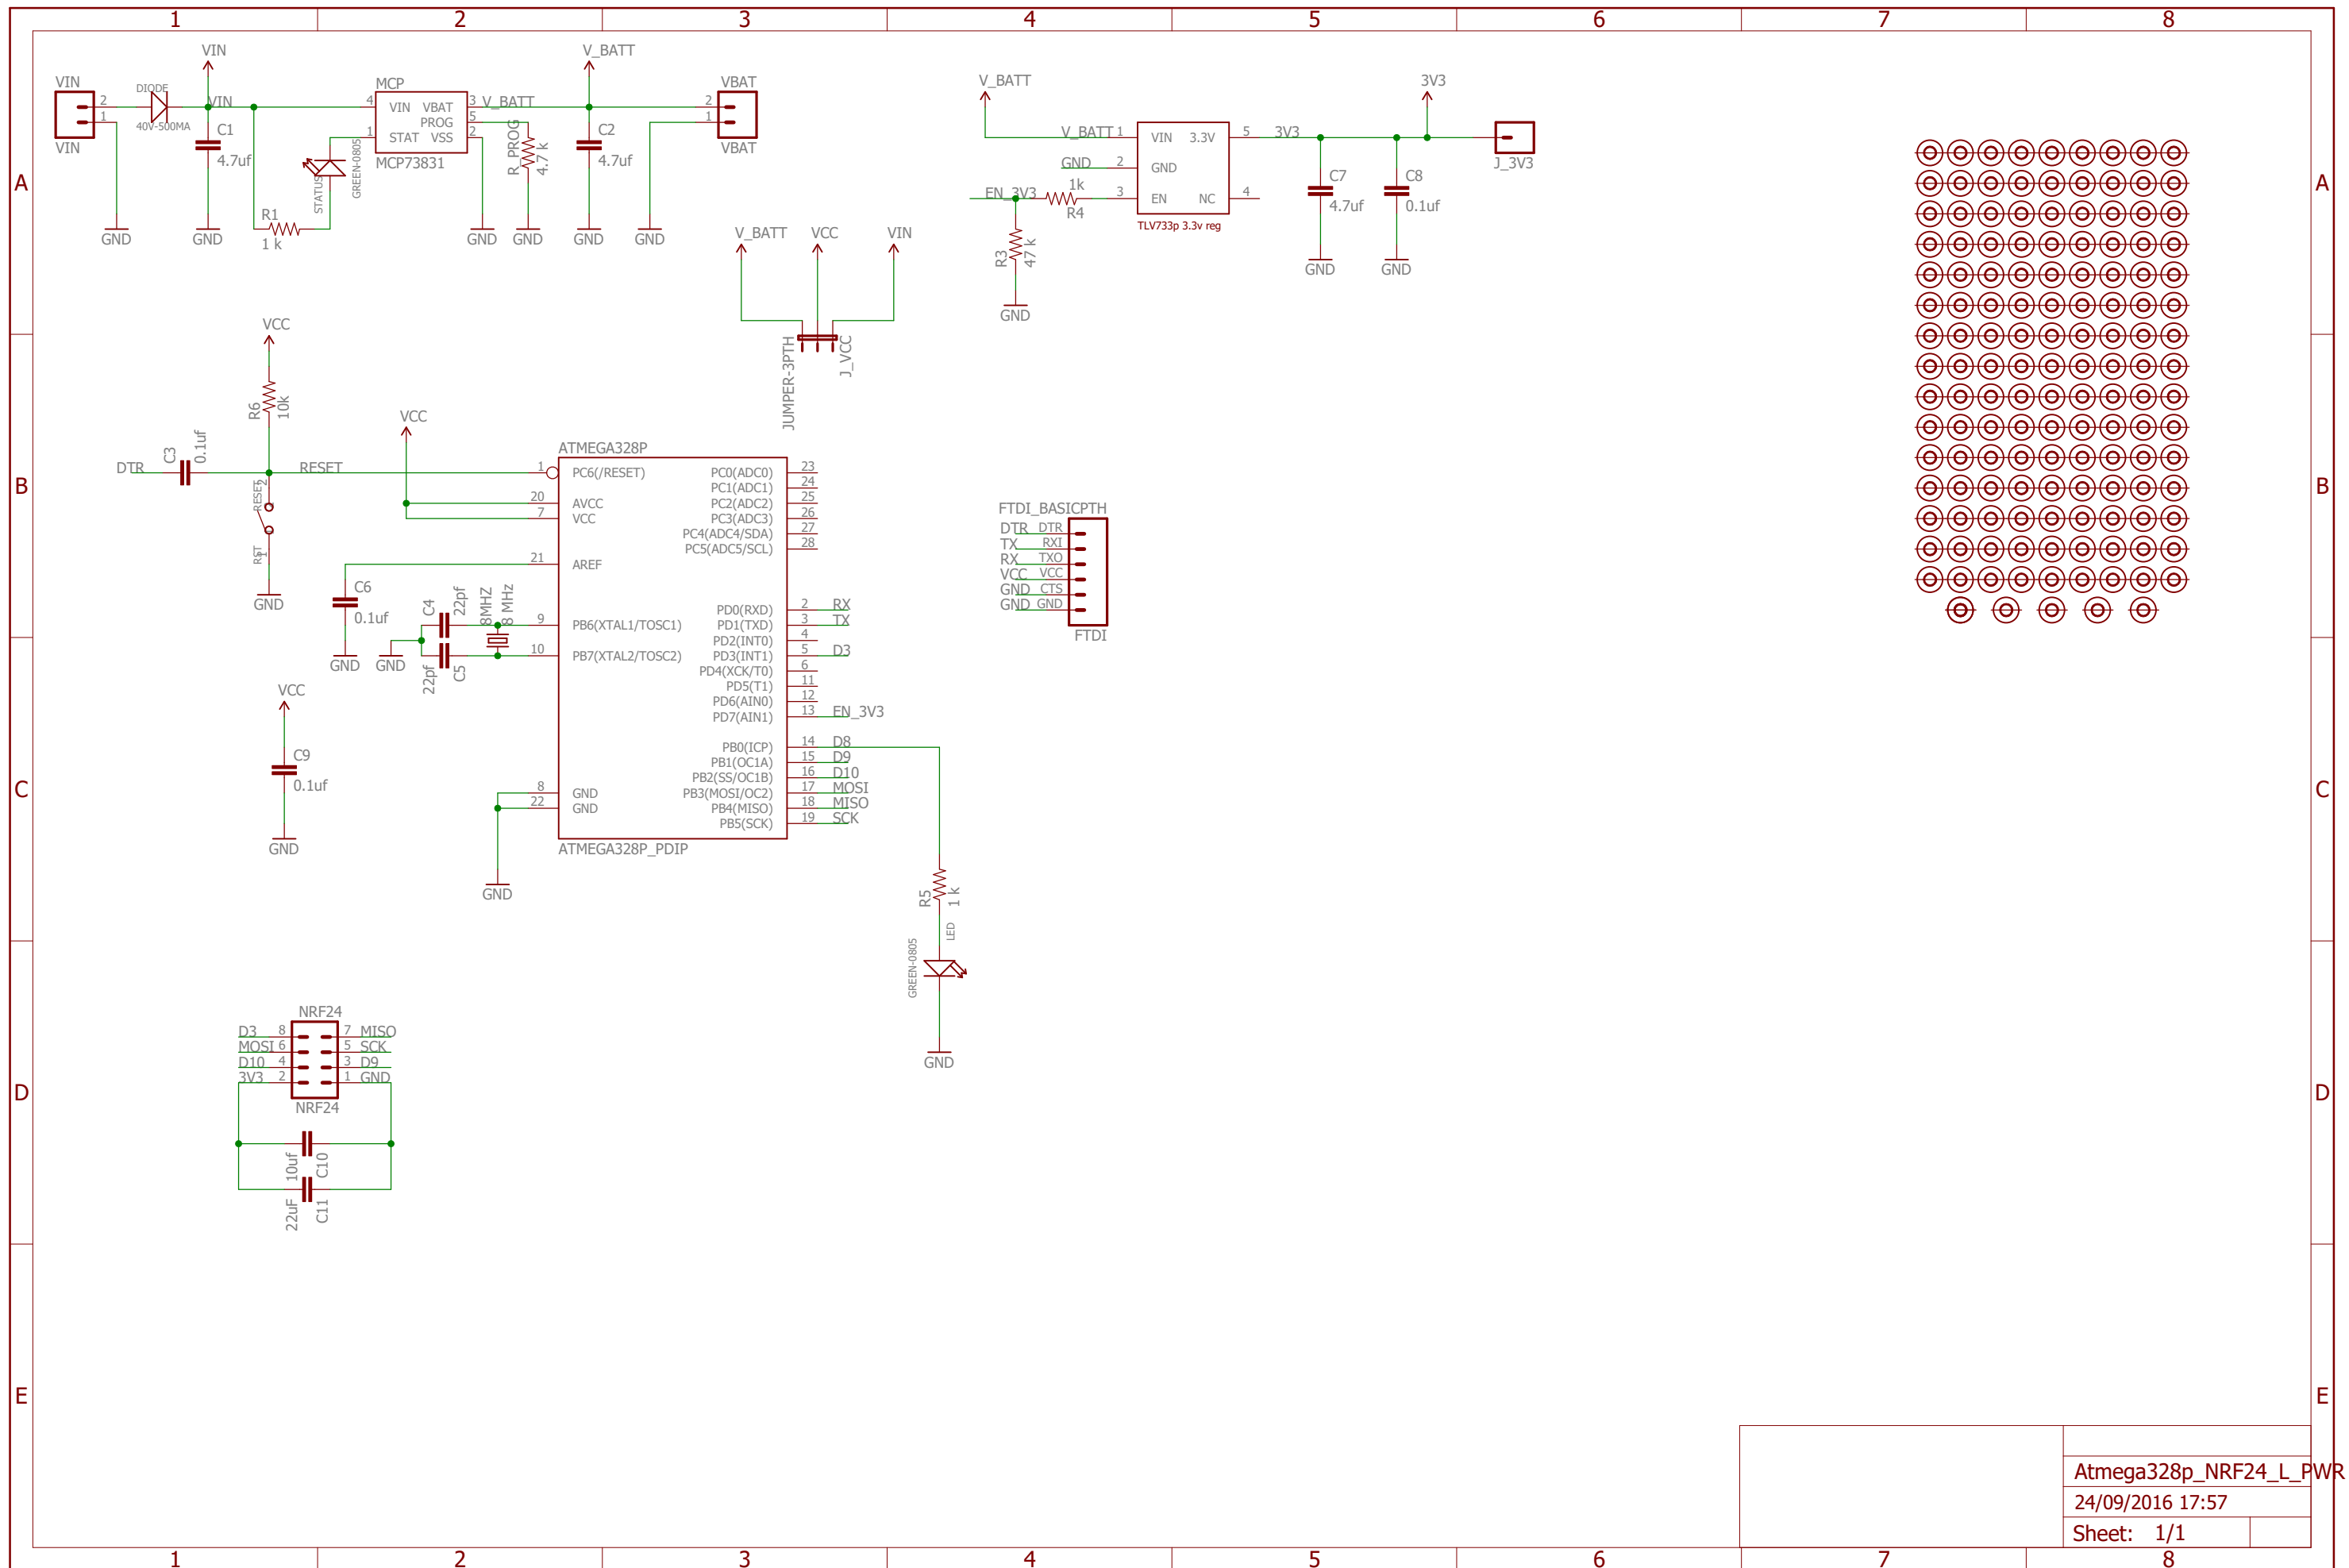 1 2 3 4 5 6 7 8
A
A
VIN
VIN
2
1
VIN
DIODE
40V-500MA
VIN
VIN
C1
4.7uf
GND
GND
R1
1 k
STATUS
GREEN-0805
MCP
4 VIN VBAT 3 V_BATT
PROG 5
1 STAT VSS 2
MCP73831
R_PROG
4.7 k
GND
GND
V_BATT
C2
4.7uf
GND
GND
VBAT
2
1
VBAT
V_BATT
VCC
VIN
JUMPER-3PTH
J_VCC
V_BATT
V_BATT 1 VIN 3.3V 5 3V3
GND 2 GND
EN_3V3 1k 3 EN NC 4
R4
TLV733p 3.3v reg
R3
47 k
GND
C7
4.7uf
GND
C8
0.1uf
GND
3V3
J_3V3
B
B
VCC
R6
10k
DTR
C3
0.1uf
RESET
RESET
2
RST
1
GND
VCC
C6
0.1uf
GND
GND
C4
22pf
22pf
C5
8MHZ
8 MHz
ATMEGA328P
1 PC6(/RESET) PC0(ADC0) 23
PC1(ADC1) 24
20 AVCC PC2(ADC2) 25
7 VCC PC3(ADC3) 26
PC4(ADC4/SDA) 27
PC5(ADC5/SCL) 28
21 AREF
PD0(RXD) 2 RX
9 PB6(XTAL1/TOSC1) PD1(TXD) 3 TX
PD2(INT0) 4
10 PB7(XTAL2/TOSC2) PD3(INT1) 5 D3
PD4(XCK/T0) 6
PD5(T1) 11
PD6(AIN0) 12
PD7(AIN1) 13 EN_3V3
PB0(ICP) 14 D8
PB1(OC1A) 15 D9
PB2(SS/OC1B) 16 D10
8 GND PB3(MOSI/OC2) 17 MOSI
22 GND PB4(MISO) 18 MISO
PB5(SCK) 19 SCK
ATMEGA328P_PDIP
GND
FTDI_BASICPTH
DTR DTR
TX RXI
RX TXO
VCC VCC
GND CTS
GND GND
FTDI
C
C
VCC
C9
0.1uf
GND
R5
1 k
LED
GREEN-0805
GND
D
D
NRF24
D3 8 7 MISO
MOSI 6 5 SCK
D10 4 3 D9
3V3 2 1 GND
NRF24
10uf
C10
22uF
C11
E
E
Atmega328p_NRF24_L_PWR
24/09/2016 17:57
Sheet: 1/1
1 2 3 4 5 6 7 8